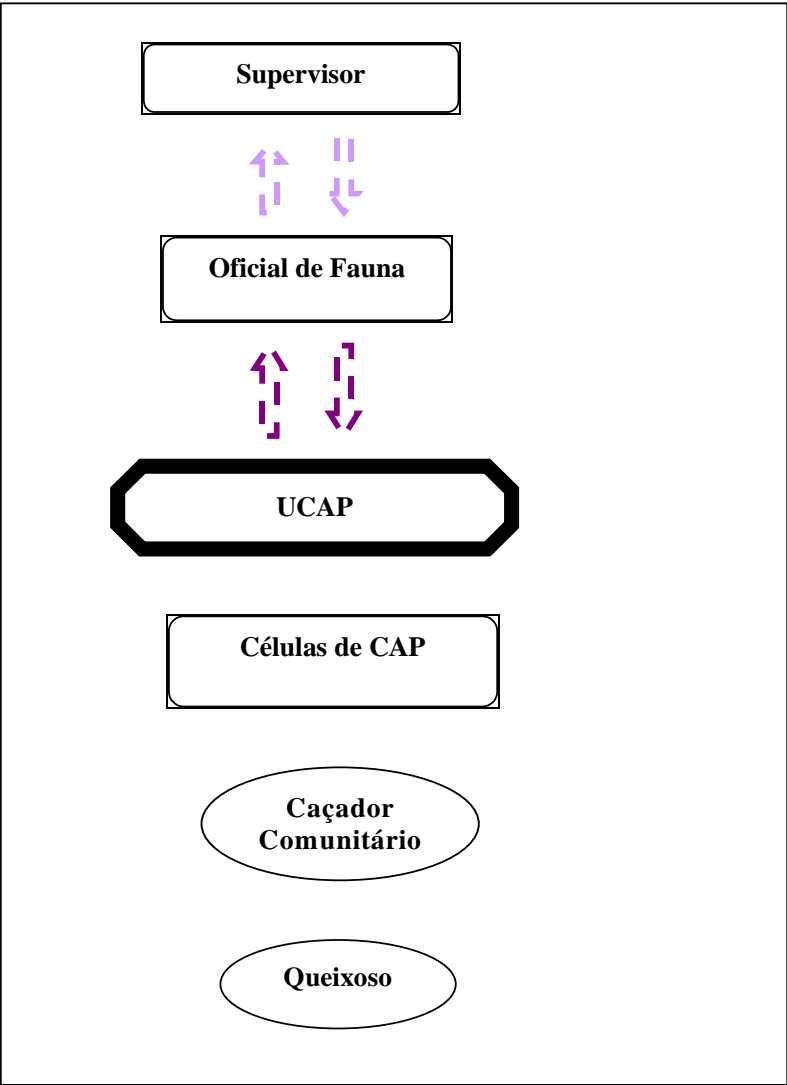 Supervisor
Oficial de Fauna
UCAP
Células de CAP
Caçador
Comunitário
Queixoso